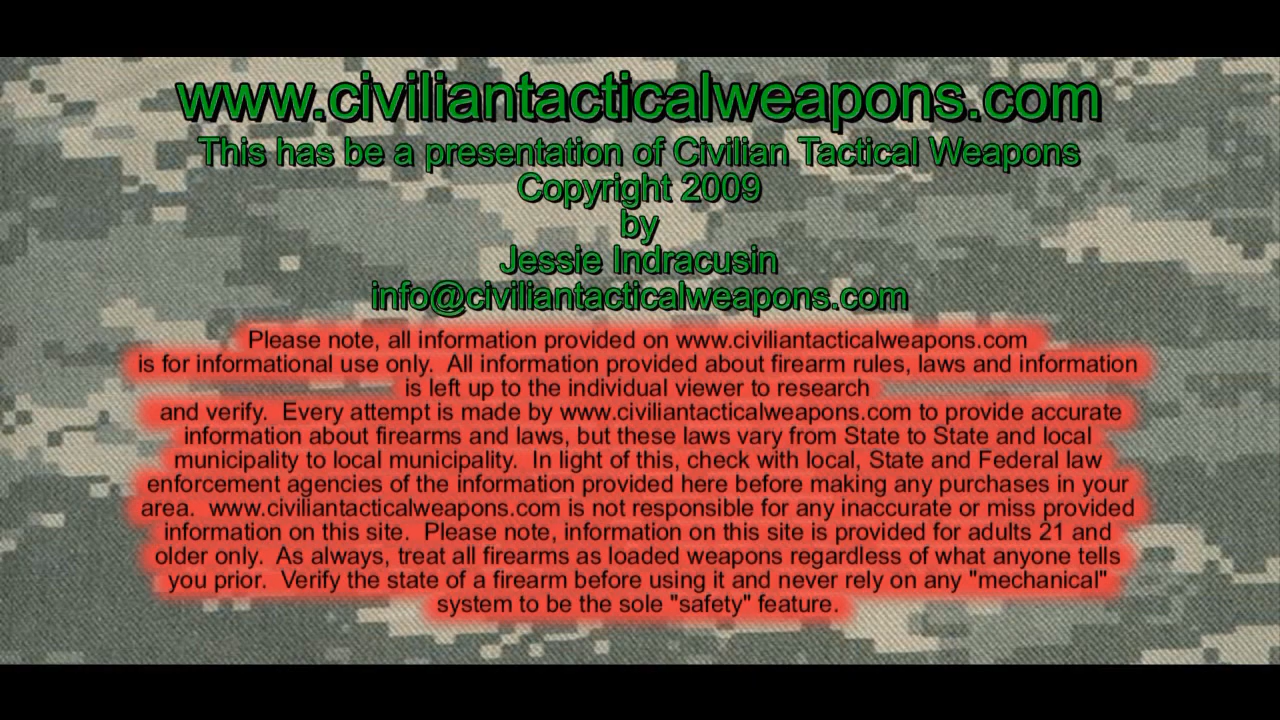 www.civiliantacticalweapons.com
This has be a presentation of Civilian Tactical Weapons
Copyright 2009
by
Jessie Indracusin
info@civiliantacticalweapons.com
Please note, all information provided on www.civiliantacticalweapons.com
is for informational use only.  All information provided about firearm rules, laws and information
is left up to the individual viewer to research
and verify.  Every attempt is made by www.civiliantacticalweapons.com to provide accurate
information about firearms and laws, but these laws vary from State to State and local
municipality to local municipality.  In light of this, check with local, State and Federal law
enforcement agencies of the information provided here before making any purchases in your
area.  www.civiliantacticalweapons.com is not responsible for any inaccurate or miss provided
information on this site.  Please note, information on this site is provided for adults 21 and
older only.  As always, treat all firearms as loaded weapons regardless of what anyone tells
you prior.  Verify the state of a firearm before using it and never rely on any "mechanical"
system to be the sole "safety" feature.